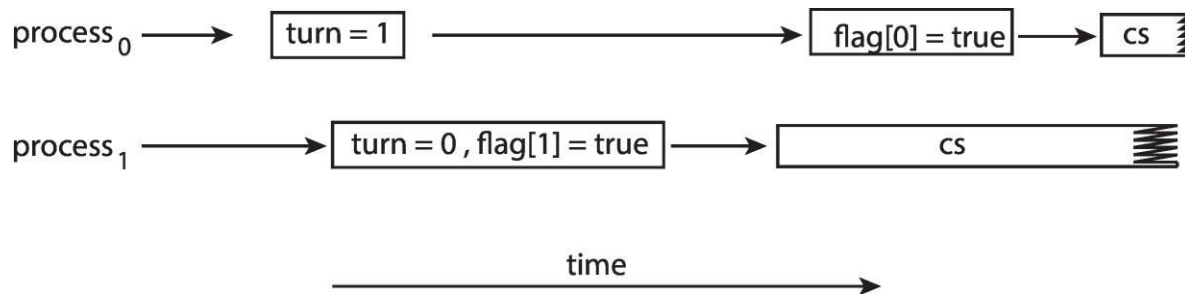 process₀ turn = 1 flag[0] = true cs
process₁ turn = 0 , flag[1] = true cs
time